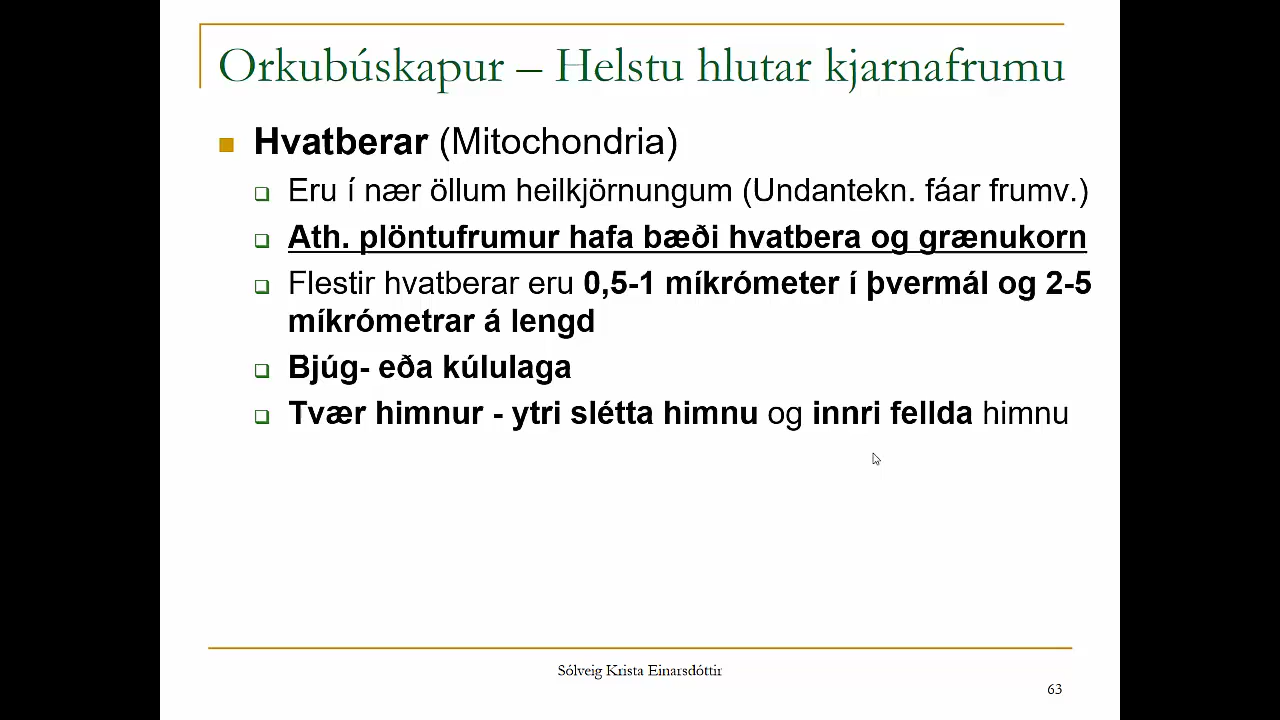 Orkubúskapur – Helstu hlutar kjarnafrumu
Hvatberar (Mitochondria)
Eru í nær öllum heilkjörnungum (Undantekn. fáar frumv.)
Ath. plöntufrumur hafa bæði hvatbera og grænukorn
Flestir hvatberar eru 0,5-1 míkrómeter í þvermál og 2-5
míkrómetrar á lengd
Bjúg- eða kúlulaga
Tvær himnur - ytri slétta himnu og innri fellda himnu
Sólveig Krista Einarsdóttir
63